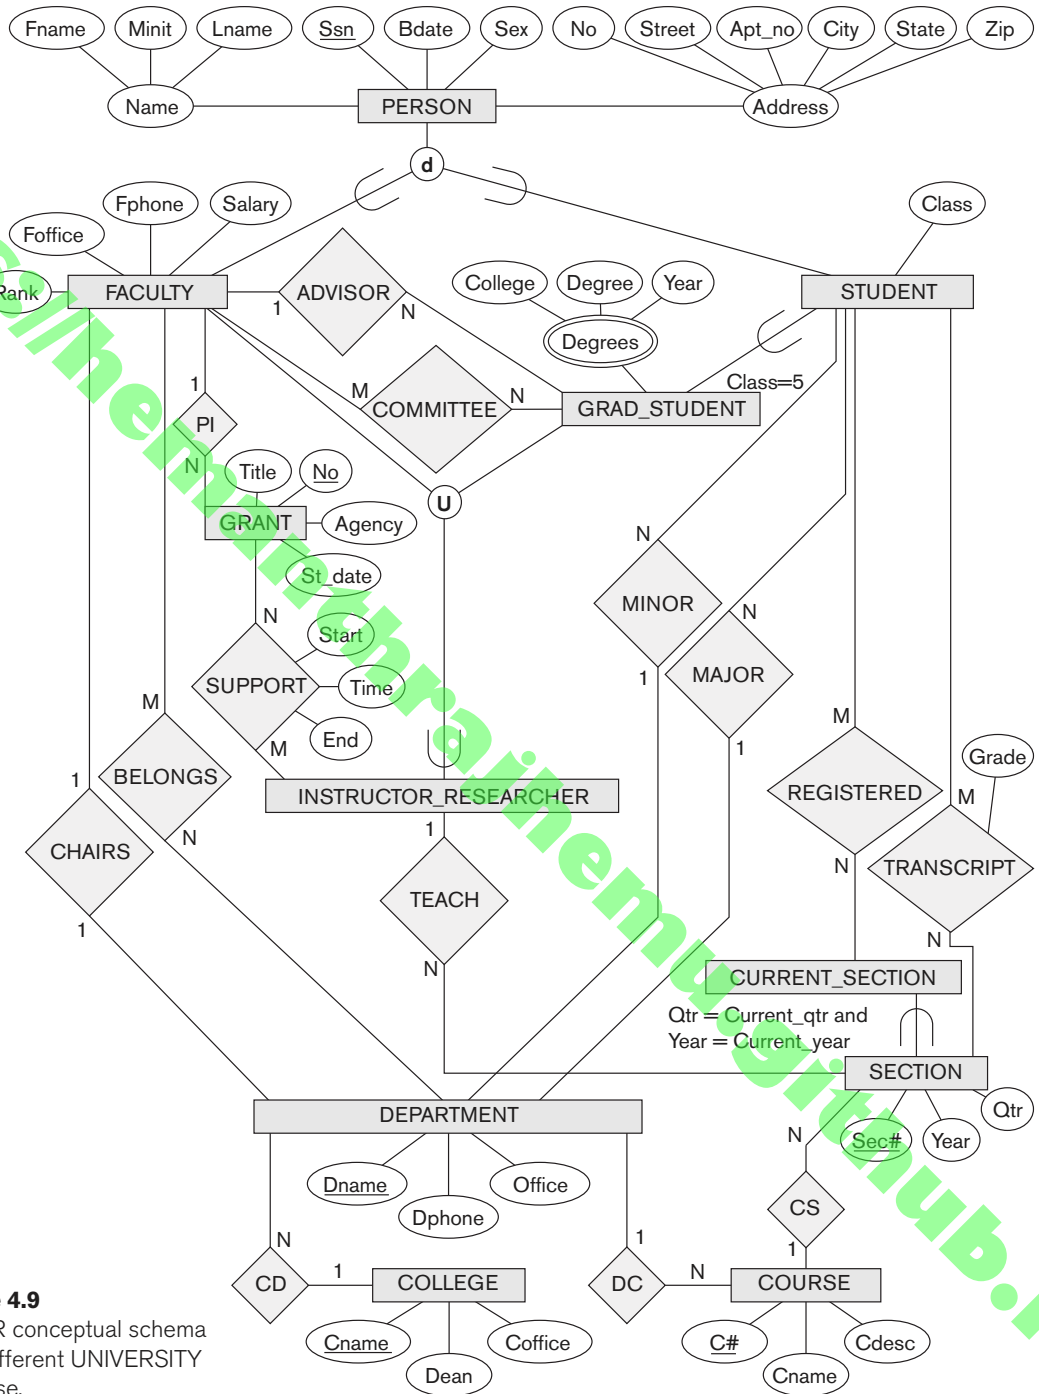 Fname Minit Lname Ssn Bdate Sex No Street Apt_no City State Zip
Name PERSON Address
d
Fphone Salary Class
Foffice
Rank FACULTY ADVISOR College Degree Year STUDENT
1 N
Degrees
1 M N Class=5
COMMITTEE GRAD_STUDENT
PI
N Title No
U
GRANT Agency
N
St_date
MINOR N
N Start
SUPPORT Time 1 MAJOR
M End M
M 1 Grade
1 BELONGS REGISTERED
INSTRUCTOR_RESEARCHER M
N 1
CHAIRS N TRANSCRIPT
TEACH
1 N N
CURRENT_SECTION
Qtr = Current_qtr and
Year = Current_year
SECTION
DEPARTMENT Qtr
N Sec# Year
Dname Office
Dphone CS
N 1 1
CD 1 COLLEGE DC N COURSE
4.9
Cname Coffice C# Cdesc
R conceptual schema
Dean Cname
fferent UNIVERSITY
se.
s://hemanthrajhemu.github.